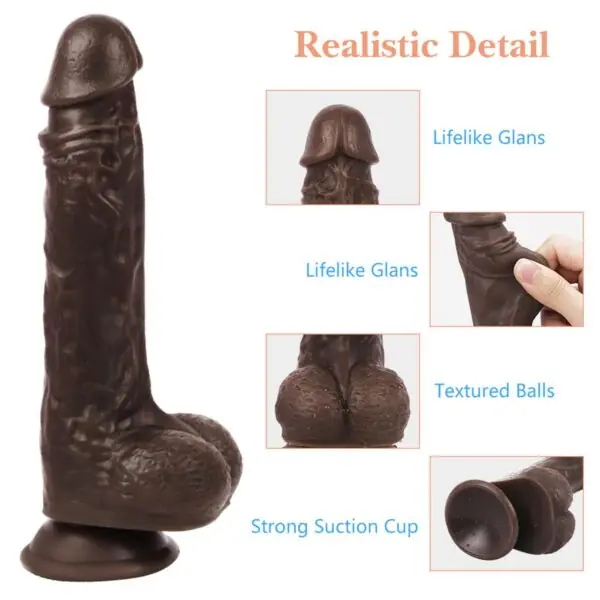 Realistic Detail
Lifelike Glans
Lifelike Glans
Textured Balls
Strong Suction Cup